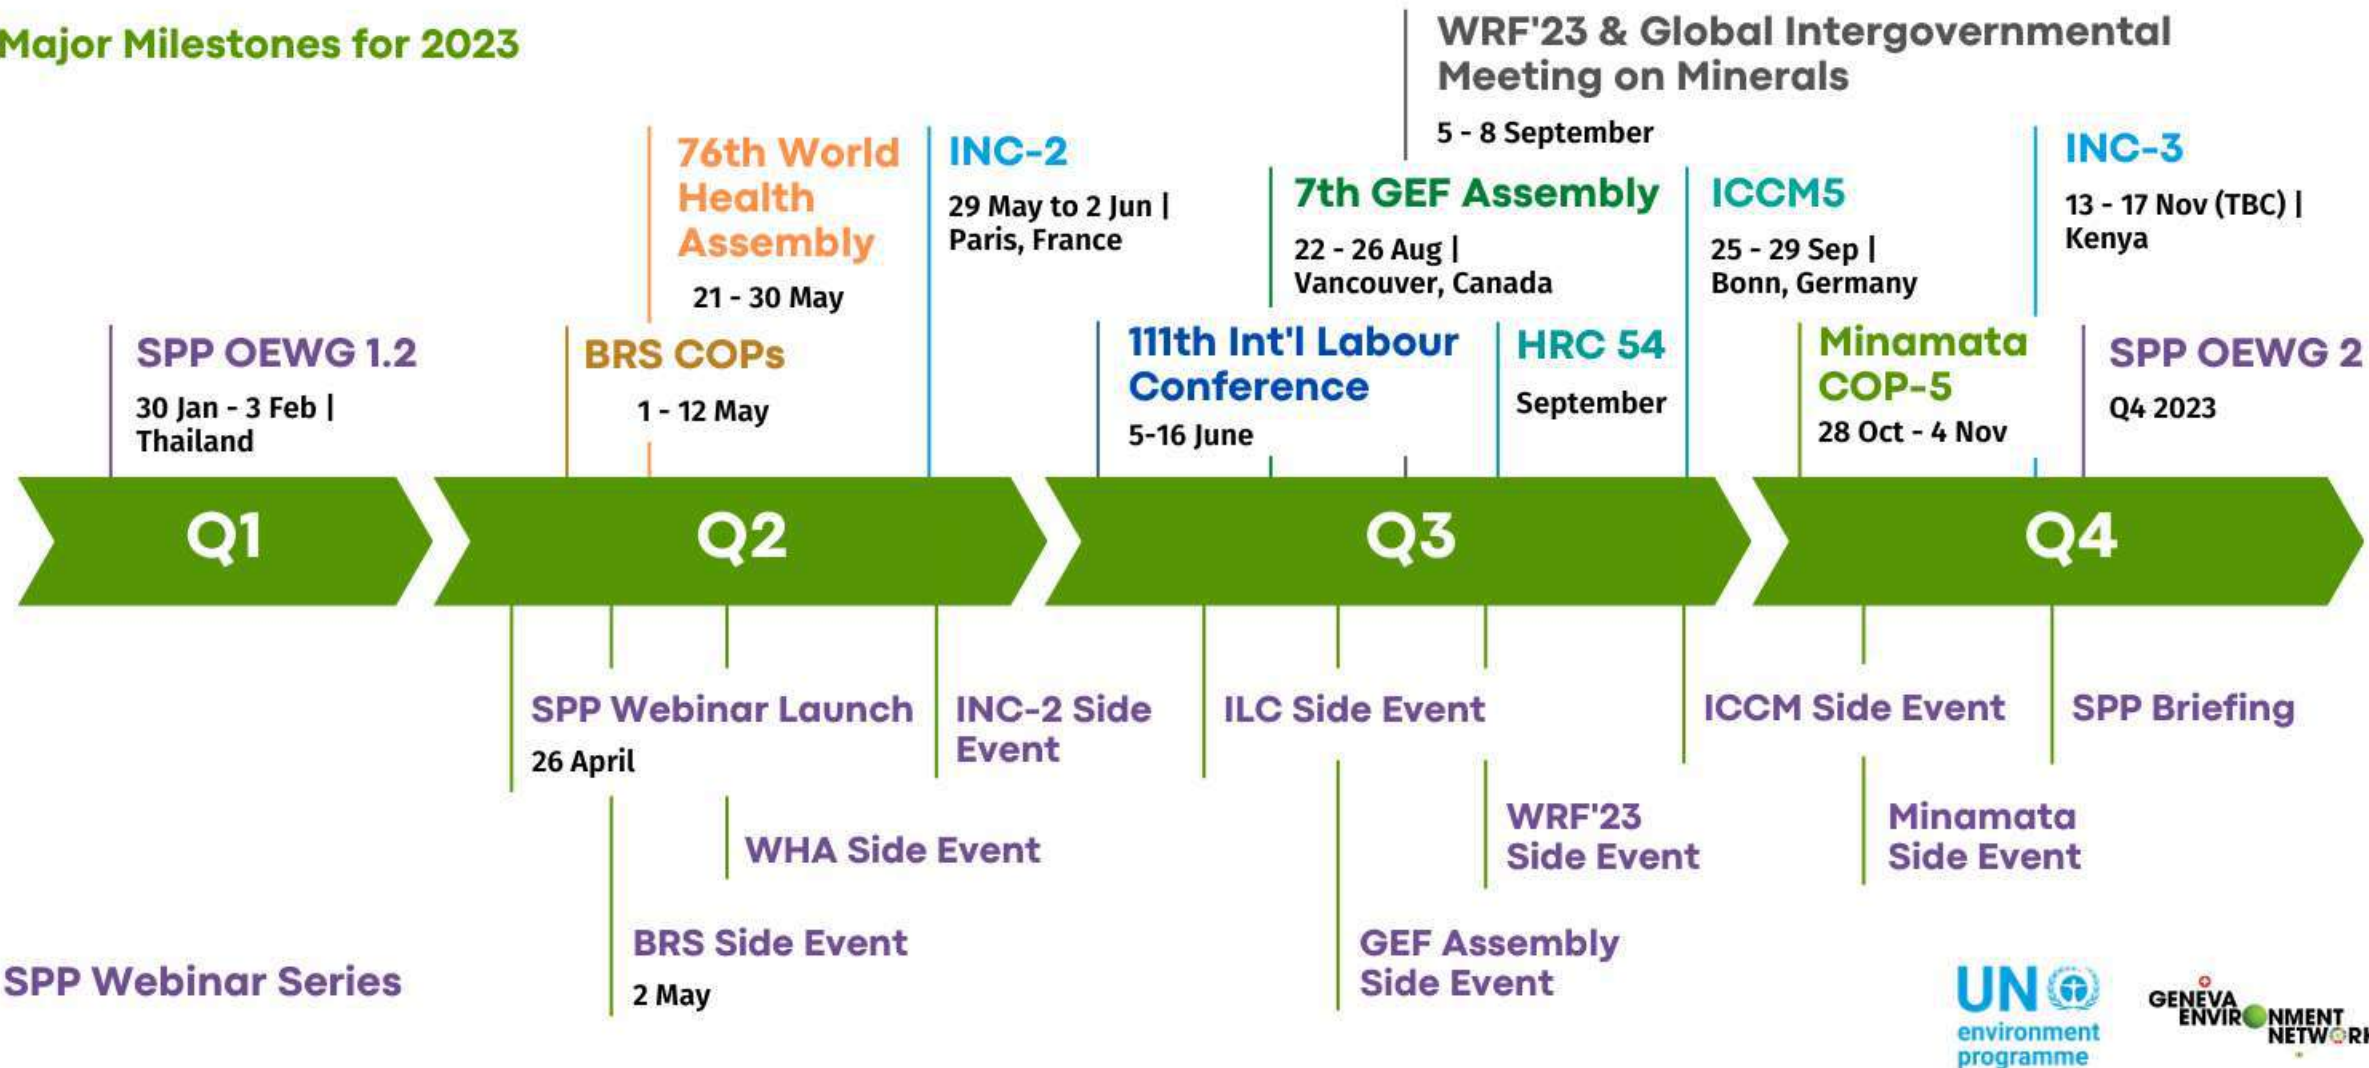 Major Milestones for 2023
WRF'23 & Global Intergovernmental
Meeting on Minerals
5 - 8 September
76th World
Health
Assembly
21 - 30 May
INC-2
29 May to 2 Jun |
Paris, France
7th GEF Assembly
22 - 26 Aug |
Vancouver, Canada
ICCM5
25 - 29 Sep |
Bonn, Germany
INC-3
13 - 17 Nov (TBC) |
Kenya
SPP OEWG 1.2
30 Jan - 3 Feb |
Thailand
BRS COPs
1 - 12 May
111th Int'l Labour
Conference
5-16 June
HRC 54
September
Minamata
COP-5
28 Oct - 4 Nov
SPP OEWG 2
Q4 2023
Q1
Q2
Q3
Q4
SPP Webinar Launch
26 April
INC-2 Side
Event
ILC Side Event
ICCM Side Event
SPP Briefing
WHA Side Event
WRF'23
Side Event
Minamata
Side Event
BRS Side Event
2 May
GEF Assembly
Side Event
SPP Webinar Series
UN
environment
programme
GENEVA
ENVIRONMENT
NETWORK